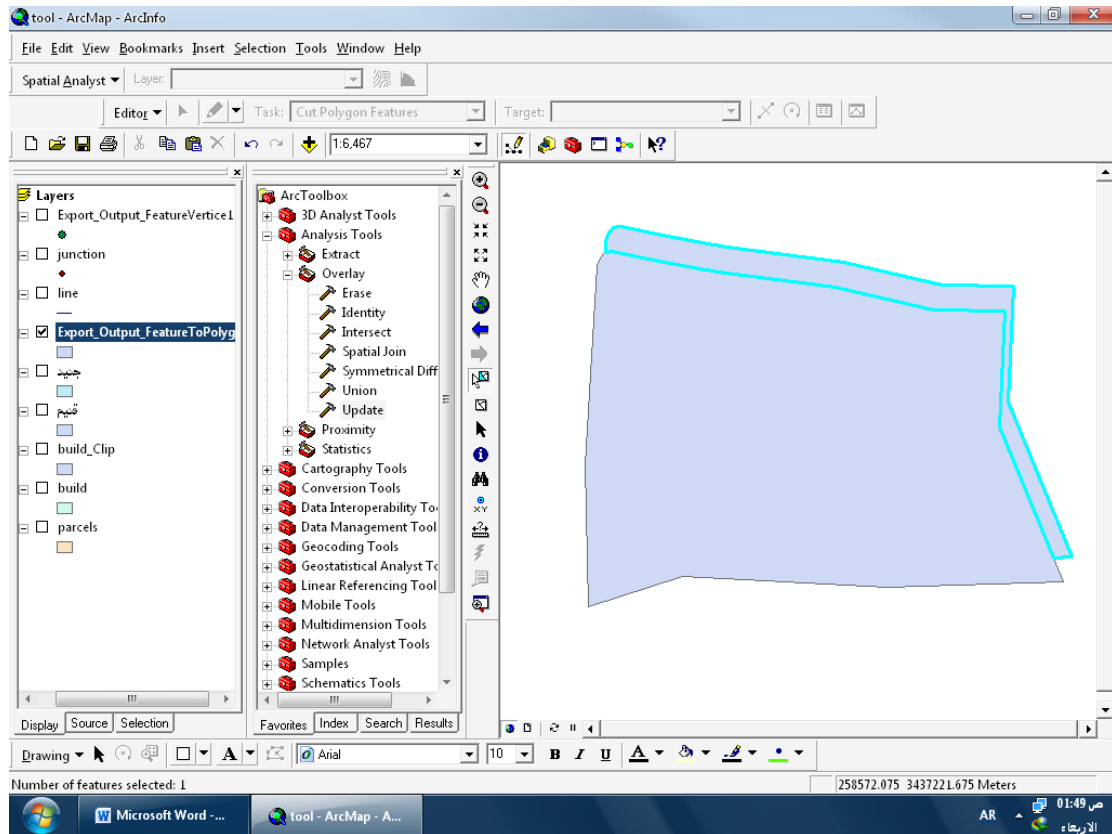 tool - ArcMap - ArcInfo
File Edit View Bookmarks Insert Selection Tools Window Help
Spatial Analyst Layer:
Editor Task: Cut Polygon Features Target:
1:6,467
Layers
Export_Output_FeatureVertice1
junction
line
Export_Output_FeatureToPolyg
جنيد
قنيم
build_Clip
build
parcels
Display Source Selection
ArcToolbox
3D Analyst Tools
Analysis Tools
Extract
Overlay
Erase
Identity
Intersect
Spatial Join
Symmetrical Diff
Union
Update
Proximity
Statistics
Cartography Tools
Conversion Tools
Data Interoperability To
Data Management Tool
Geocoding Tools
Geostatistical Analyst Tc
Linear Referencing Tool
Mobile Tools
Multidimension Tools
Network Analyst Tools
Samples
Schematics Tools
Favorites Index Search Results
Drawing A Arial 10 B I U A
Number of features selected: 1 258572.075 3437221.675 Meters
Microsoft Word -... tool - ArcMap - A... AR 01:49 ص
الاربعاء